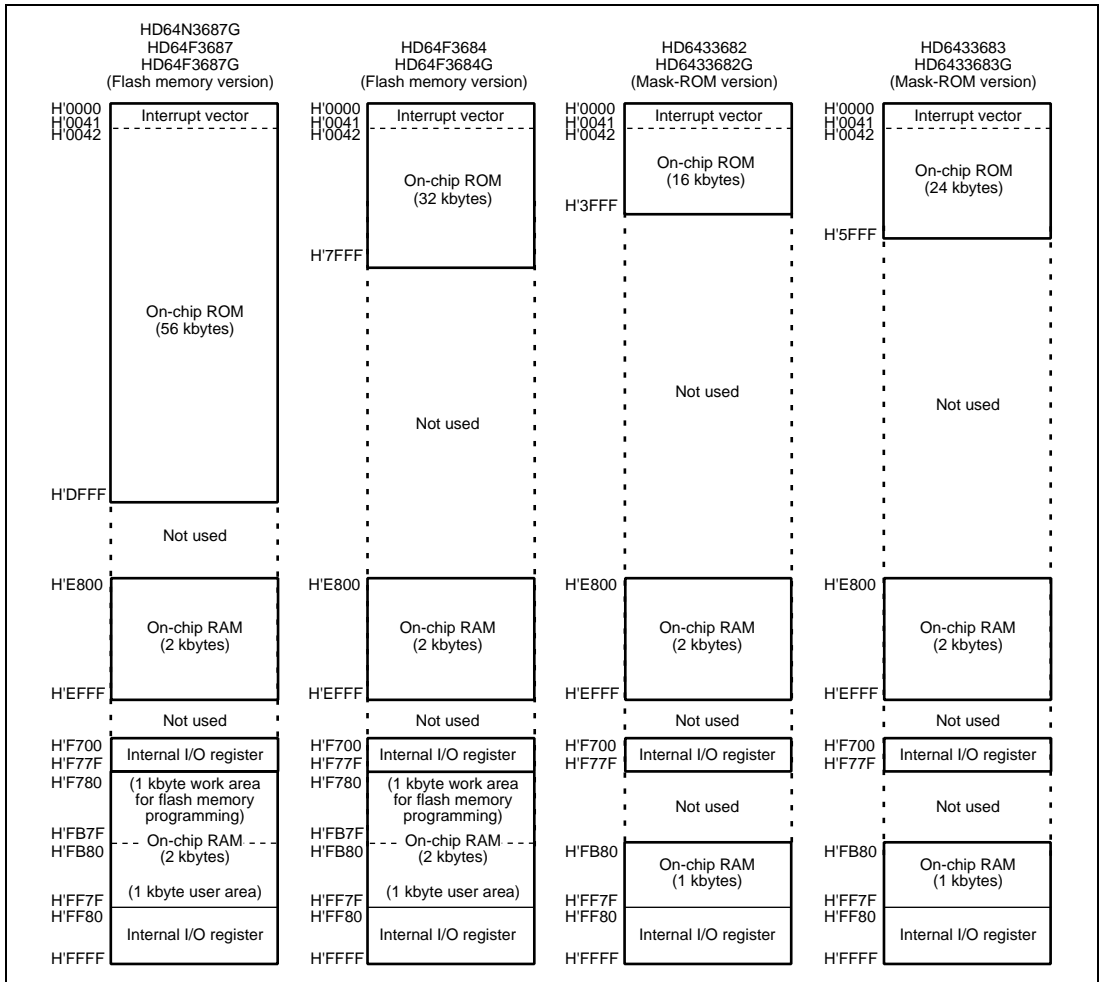 HD64N3687G
HD64F3687
HD64F3687G
(Flash memory version)
H'0000
H'0041
H'0042
Interrupt vector
On-chip ROM
(56 kbytes)
H'DFFF
Not used
H'E800
On-chip RAM
(2 kbytes)
H'EFFF
Not used
H'F700
H'F77F
Internal I/O register
H'F780
(1 kbyte work area
for flash memory
programming)
H'FB7F
H'FB80
On-chip RAM
(2 kbytes)
(1 kbyte user area)
H'FF7F
H'FF80
Internal I/O register
H'FFFF
HD64F3684
HD64F3684G
(Flash memory version)
H'0000
H'0041
H'0042
Interrupt vector
On-chip ROM
(32 kbytes)
H'7FFF
Not used
H'E800
On-chip RAM
(2 kbytes)
H'EFFF
Not used
H'F700
H'F77F
Internal I/O register
H'F780
(1 kbyte work area
for flash memory
programming)
H'FB7F
H'FB80
On-chip RAM
(2 kbytes)
(1 kbyte user area)
H'FF7F
H'FF80
Internal I/O register
H'FFFF
HD6433682
HD6433682G
(Mask-ROM version)
H'0000
H'0041
H'0042
Interrupt vector
On-chip ROM
(16 kbytes)
H'3FFF
Not used
H'E800
On-chip RAM
(2 kbytes)
H'EFFF
Not used
H'F700
H'F77F
Internal I/O register
Not used
H'FB80
On-chip RAM
(1 kbytes)
H'FF7F
H'FF80
Internal I/O register
H'FFFF
HD6433683
HD6433683G
(Mask-ROM version)
H'0000
H'0041
H'0042
Interrupt vector
On-chip ROM
(24 kbytes)
H'5FFF
Not used
H'E800
On-chip RAM
(2 kbytes)
H'EFFF
Not used
H'F700
H'F77F
Internal I/O register
Not used
H'FB80
On-chip RAM
(1 kbytes)
H'FF7F
H'FF80
Internal I/O register
H'FFFF